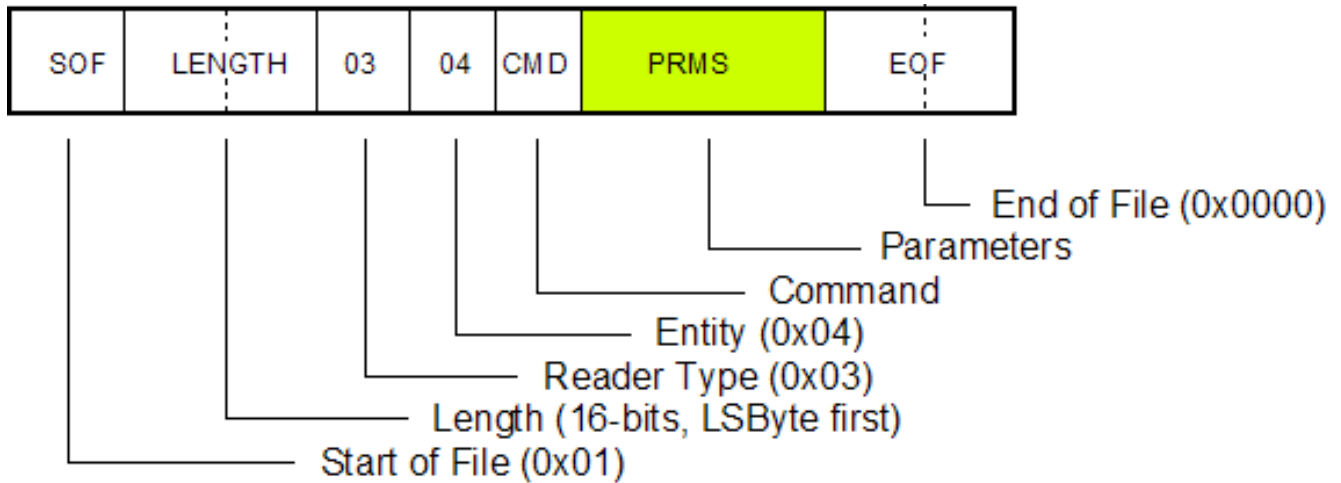 SOF LENGTH 03 04 CMD PRMS EOF
End of File (0x0000)
Parameters
Command
Entity (0x04)
Reader Type (0x03)
Length (16-bits, LSByte first)
Start of File (0x01)